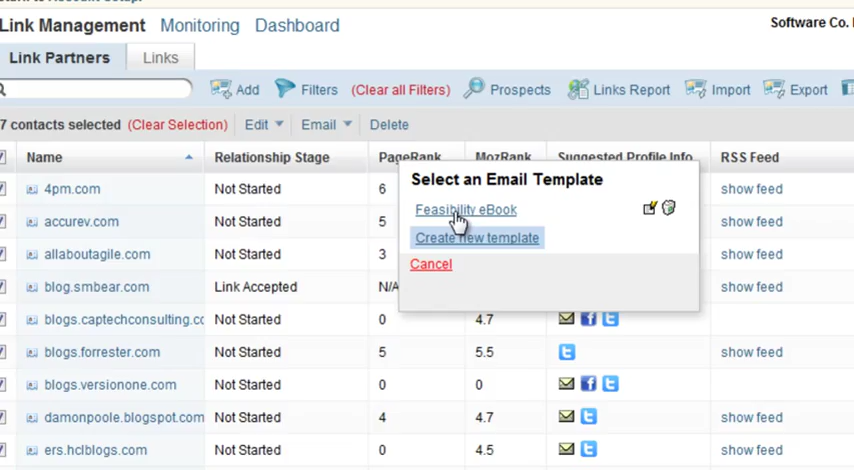 Link Management Monitoring Dashboard
Software Co.
Link Partners Links
Add Filters (Clear all Filters) Prospects Links Report Import Export
7 contacts selected (Clear Selection) Edit Email Delete
Name Relationship Stage PageRank MozRank Suggested Profile Info RSS Feed
Select an Email Template
Feasibility eBook
Create new template
Cancel
4pm.com Not Started 6 show feed
accurev.com Not Started 5 show feed
allaboutagile.com Not Started 3 show feed
blog.smbear.com Link Accepted N/A show feed
blogs.captechconsulting.cc Not Started 0 4.7
blogs.forrester.com Not Started 5 5.5 show feed
blogs.versionone.com Not Started 0 0 show feed
damonpoole.blogspot.com Not Started 4 4.7 show feed
ers.hclblogs.com Not Started 0 4.5 show feed